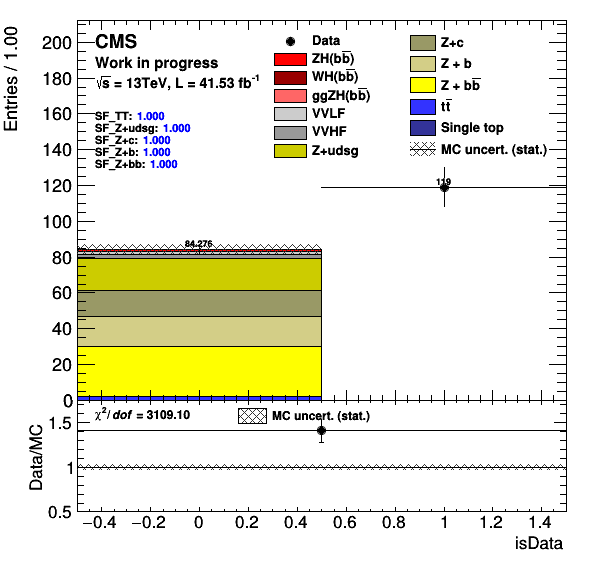 Entries / 1.00
200
180
160
140
120
100
80
60
40
20
0
CMS
Work in progress
√s = 13TeV, L = 41.53 fb⁻¹
SF_TT: 1.000
SF_Z+udsg: 1.000
SF_Z+c: 1.000
SF_Z+b: 1.000
SF_Z+bb: 1.000
Data
ZH(bb̅)
WH(bb̅)
ggZH(bb̅)
VVLF
VVHF
Z+udsg
Z+c
Z + b
Z + bb̅
tt̅
Single top
MC uncert. (stat.)
119
84.276
Data/MC
1.5
1
0.5
χ²/dof = 3109.10
MC uncert. (stat.)
−0.4 −0.2 0 0.2 0.4 0.6 0.8 1 1.2 1.4
isData